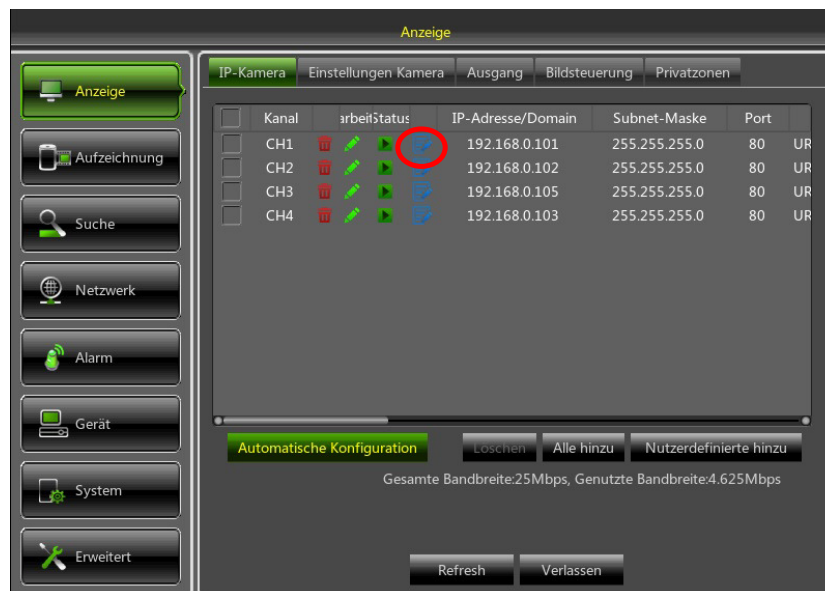 Anzeige
Anzeige
Aufzeichnung
Suche
Netzwerk
Alarm
Gerät
System
Erweitert
IP-Kamera Einstellungen Kamera Ausgang Bildsteuerung Privatzonen
Kanal arbeit Status IP-Adresse/Domain Subnet-Maske Port
CH1 192.168.0.101 255.255.255.0 80 UR
CH2 192.168.0.102 255.255.255.0 80 UR
CH3 192.168.0.105 255.255.255.0 80 UR
CH4 192.168.0.103 255.255.255.0 80 UR
Automatische Konfiguration Löschen Alle hinzu Nutzerdefinierte hinzu
Gesamte Bandbreite:25Mbps, Genutzte Bandbreite:4.625Mbps
Refresh Verlassen